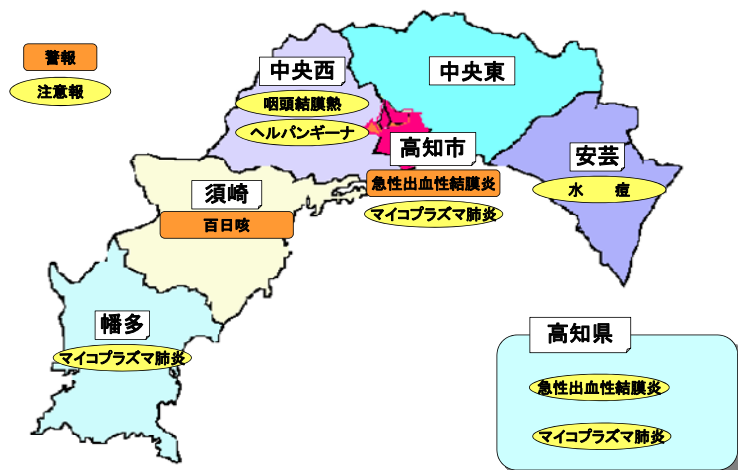 警報
注意報
中央西
咽頭結膜熱
ヘルパンギーナ
中央東
高知市
急性出血性結膜炎
マイコプラズマ肺炎
安芸
水　痘
須崎
百日咳
幡多
マイコプラズマ肺炎
高知県
急性出血性結膜炎
マイコプラズマ肺炎